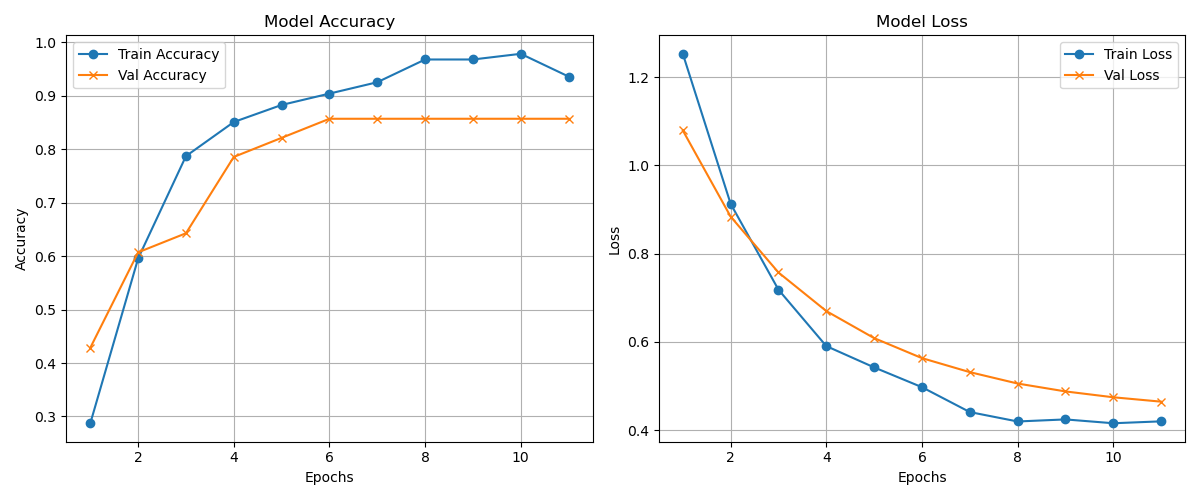 Model Accuracy
Train Accuracy
Val Accuracy
1.0
0.9
0.8
0.7
0.6
0.5
0.4
0.3
Accuracy
2 4 6 8 10
Epochs
Model Loss
Train Loss
Val Loss
1.2
1.0
0.8
0.6
0.4
Loss
2 4 6 8 10
Epochs